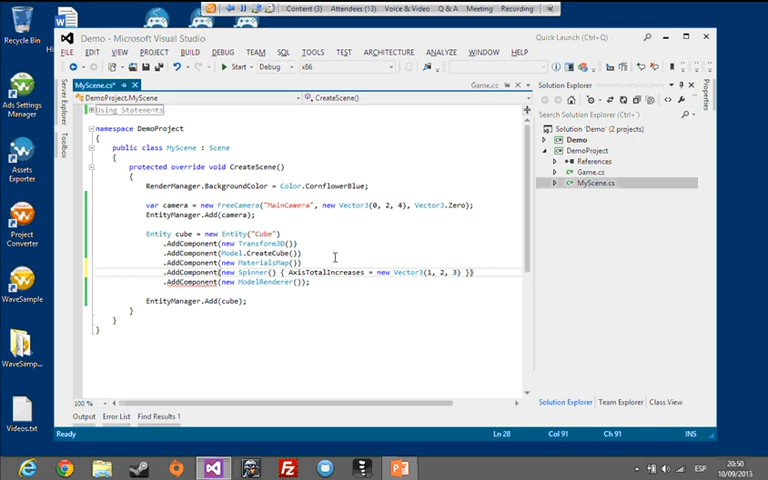 Content (3) Attendees (13) Voice & Video Q & A Meeting Recording
Recycle Bin
Ads Settings Manager
Assets Exporter
Project Converter
WaveSample
WaveSamp...
Videos.txt
Demo - Microsoft Visual Studio
Quick Launch (Ctrl+Q)
FILE EDIT VIEW PROJECT BUILD DEBUG TEAM SQL TOOLS TEST ARCHITECTURE ANALYZE WINDOW HELP
Start Debug x86
Server Explorer
Toolbox
MyScene.cs*
Game.cs
DemoProject.MyScene
CreateScene()
Using Statements
namespace DemoProject
{
public class MyScene : Scene
{
protected override void CreateScene()
{
RenderManager.BackgroundColor = Color.CornflowerBlue;
var camera = new FreeCamera("MainCamera", new Vector3(0, 2, 4), Vector3.Zero);
EntityManager.Add(camera);
Entity cube = new Entity("Cube")
.AddComponent(new Transform3D())
.AddComponent(Model.CreateCube())
.AddComponent(new MaterialsMap())
.AddComponent(new Spinner() { AxisTotalIncreases = new Vector3(1, 2, 3) })
.AddComponent(new ModelRenderer());
EntityManager.Add(cube);
}
}
}
100 %
Output Error List Find Results 1
Solution Explorer
Search Solution Explorer (Ctrl+Ñ)
Solution 'Demo' (2 projects)
Demo
DemoProject
References
Game.cs
MyScene.cs
Properties
Solution Explorer Team Explorer Class View
Ready
Ln 28
Col 91
Ch 91
INS
ESP
20:50
10/09/2013